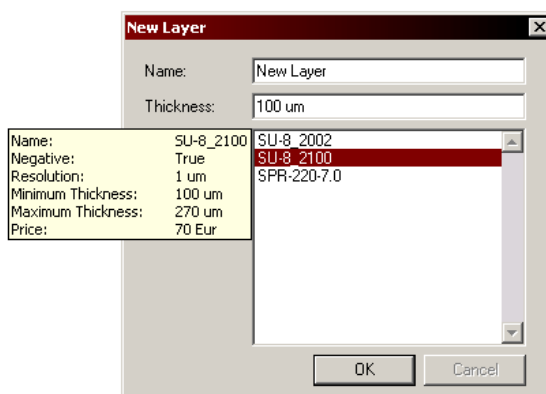 New Layer
Name: New Layer
Thickness: 100 um
Name: SU-8_2100
Negative: True
Resolution: 1 um
Minimum Thickness: 100 um
Maximum Thickness: 270 um
Price: 70 Eur
SU-8_2002
SU-8_2100
SPR-220-7.0
OK Cancel